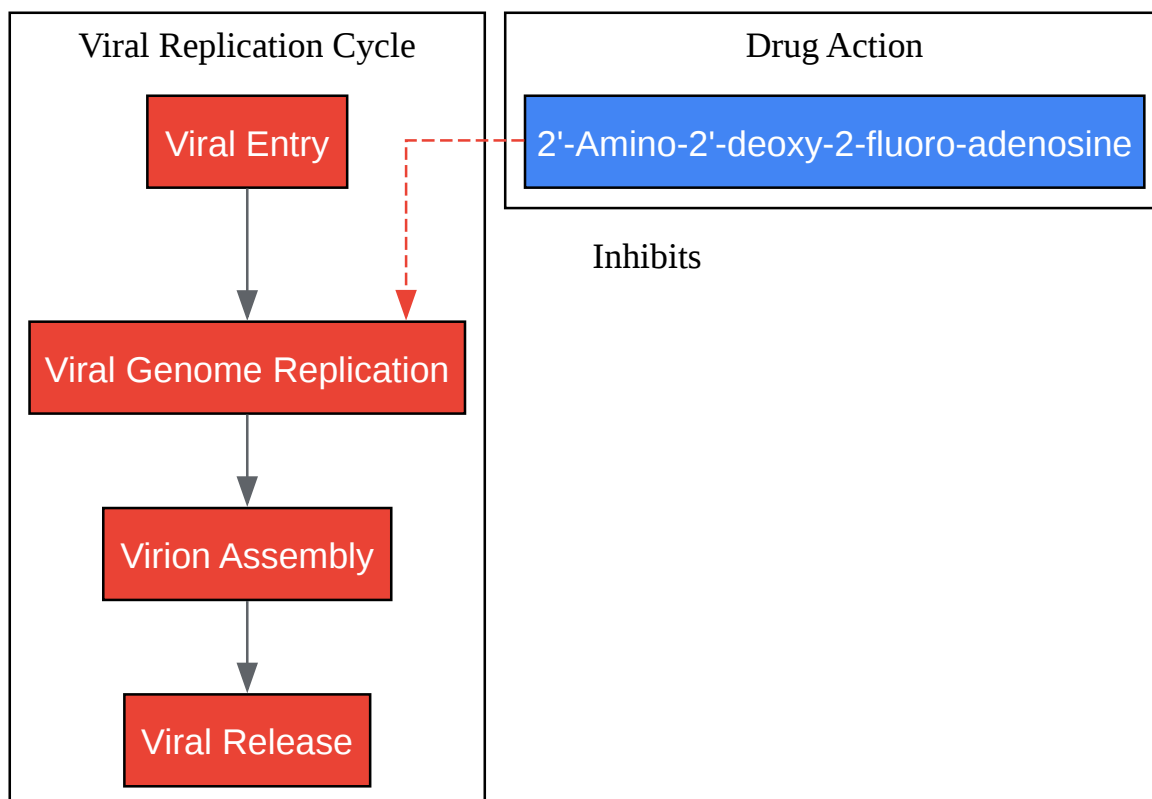 Viral Replication Cycle
Viral Entry
Viral Genome Replication
Virion Assembly
Viral Release
Drug Action
2'-Amino-2'-deoxy-2-fluoro-adenosine
Inhibits